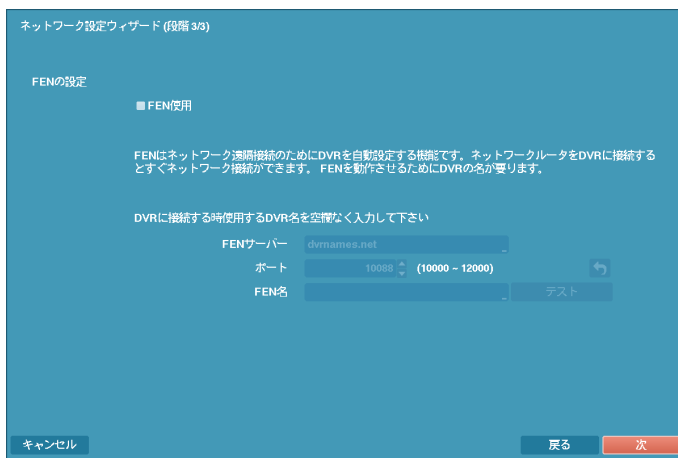 ネットワーク設定ウィザード (段階 3/3)
FENの設定
FEN使用
FENはネットワーク遠隔接続のためにDVRを自動設定する機能です。ネットワークルータをDVRに接続する
とすぐネットワーク接続ができます。 FENを動作させるためにDVRの名が要ります。
DVRに接続する時使用するDVR名を空欄なく入力して下さい
FENサーバー dvrnames.net
ポート 10088 (10000 ~ 12000)
FEN名 テスト
キャンセル 戻る 次